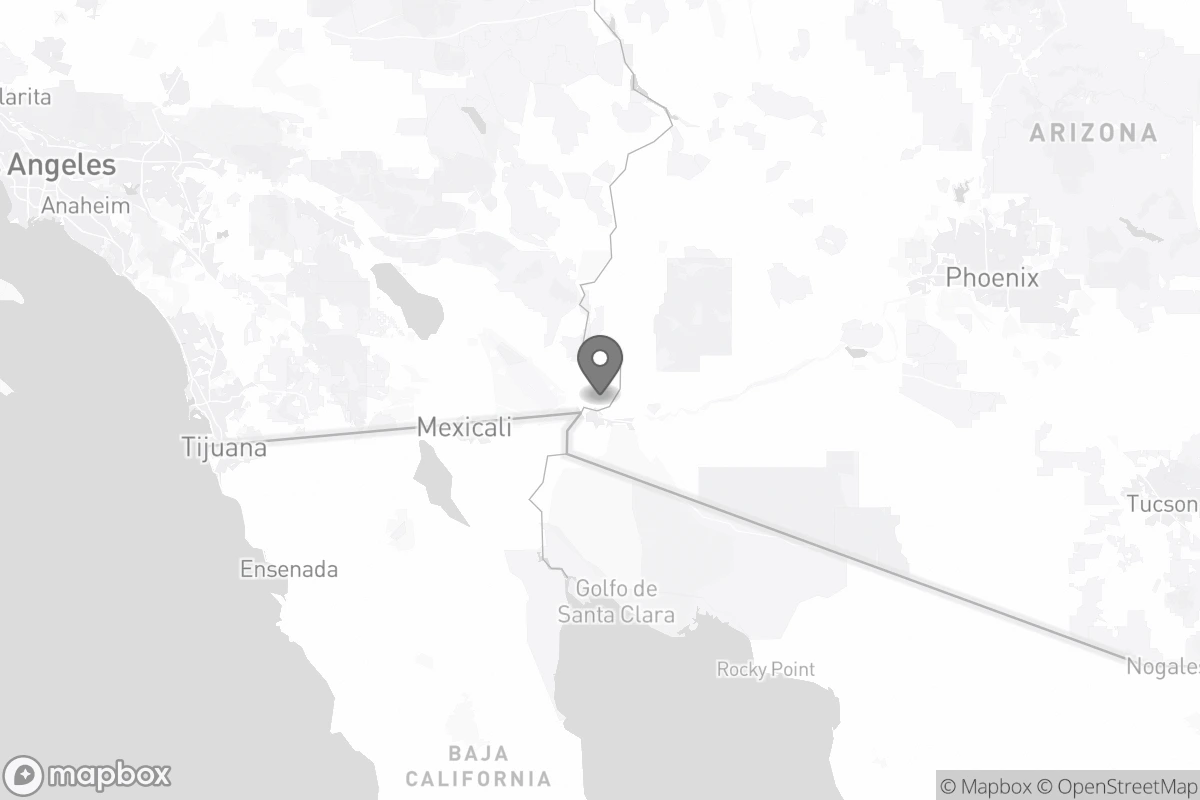 larita
Angeles
Anaheim
ARIZONA
Phoenix
Mexicali
Tijuana
Tucson
Ensenada
Golfo de
Santa Clara
Rocky Point
Nogales
BAJA
CALIFORNIA
mapbox
© Mapbox © OpenStreetMap